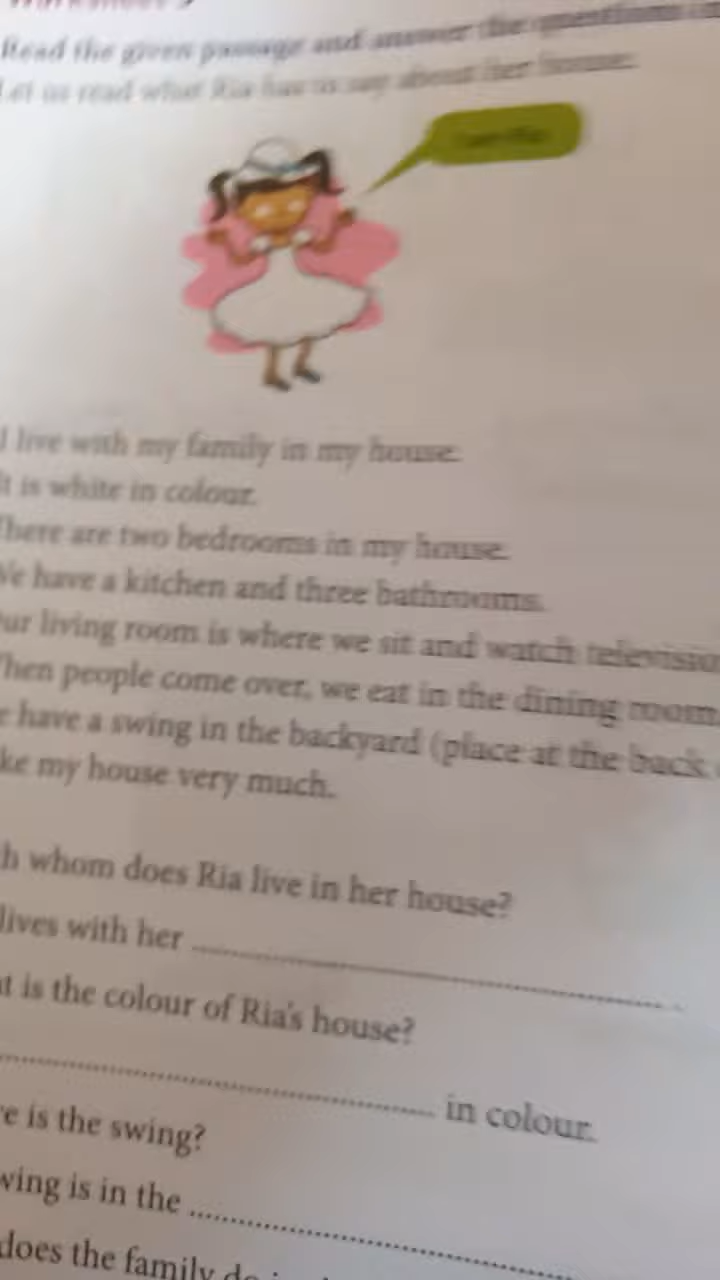 Read the given passage and answer the questions
Let us read what Ria has to say about her house.
I live with my family in my house.
It is white in colour.
There are two bedrooms in my house.
We have a kitchen and three bathrooms.
ur living room is where we sit and watch televisio
hen people come over, we eat in the dining room
e have a swing in the backyard (place at the back
ke my house very much.
h whom does Ria live in her house?
lives with her
t is the colour of Ria's house?
in colour.
e is the swing?
wing is in the
does the family do